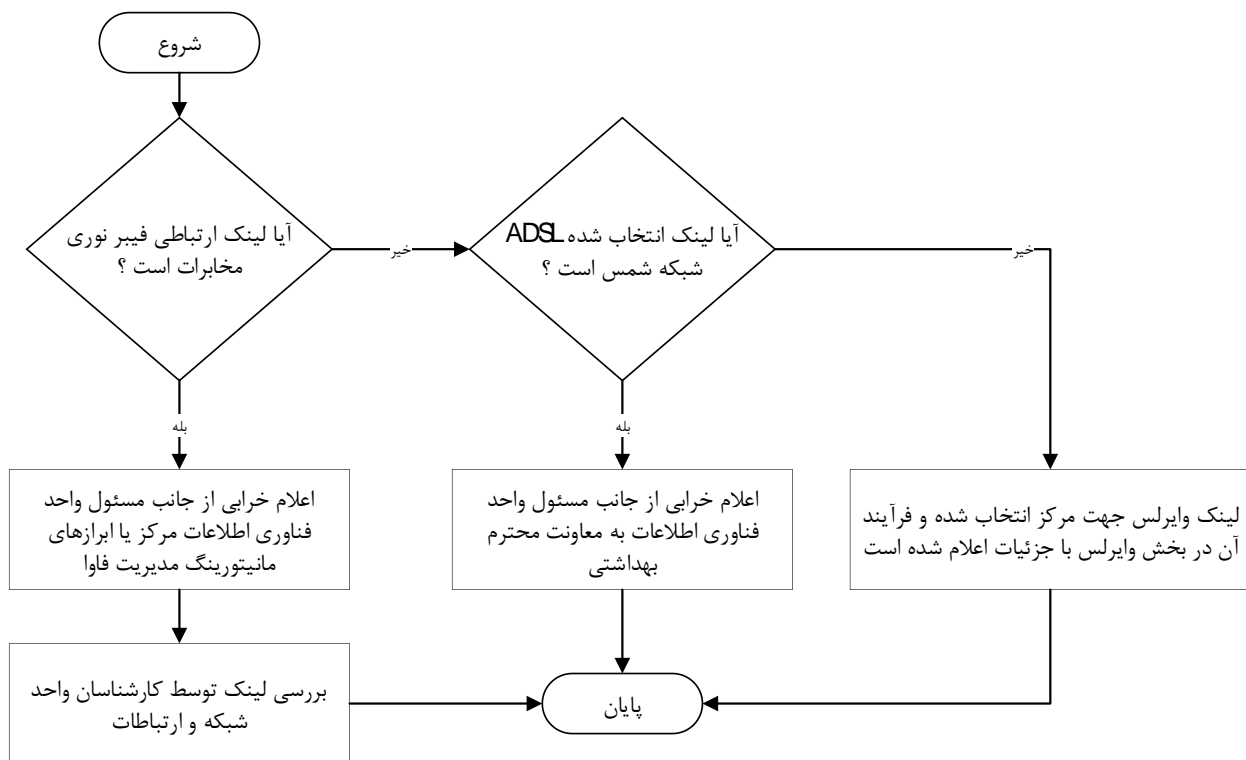 شروع
آیا لینک ارتباطی فیبر نوری
مخابرات است ؟
خیر
آیا لینک انتخاب شده ADSL
شبکه شمس است ؟
خیر
بله
بله
اعلام خرابی از جانب مسئول واحد
فناوری اطلاعات مرکز یا ابرازهای
مانیتورینگ مدیریت فاوا
اعلام خرابی از جانب مسئول واحد
فناوری اطلاعات به معاونت محترم
بهداشتی
لینک وایرلس جهت مرکز انتخاب شده و فرآیند
آن در بخش وایرلس با جزئیات اعلام شده است
بررسی لینک توسط کارشناسان واحد
شبکه و ارتباطات
پایان